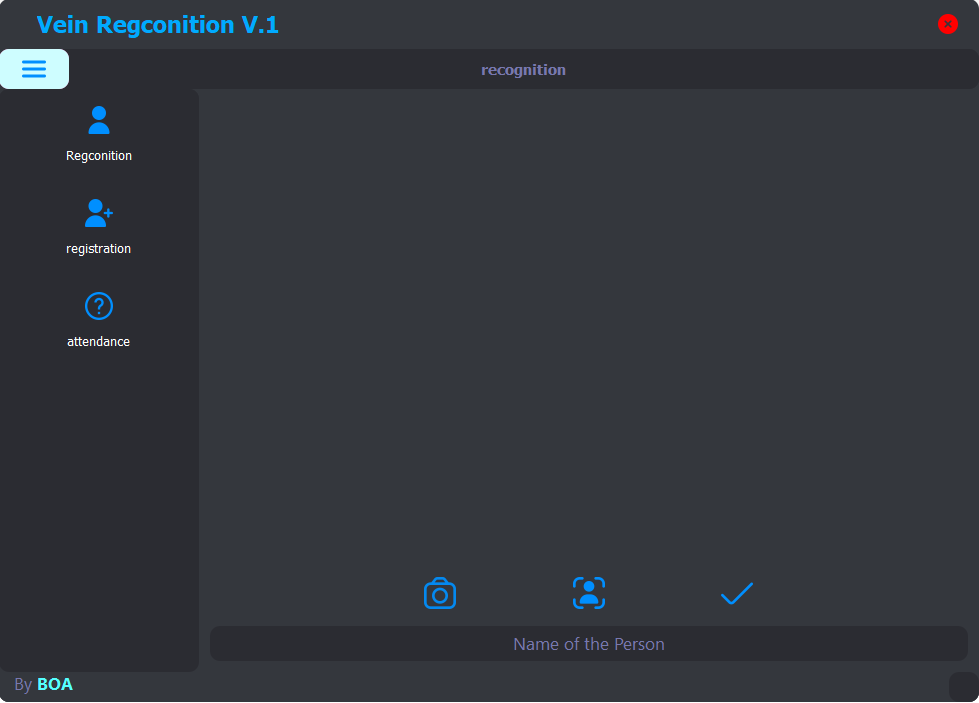 Vein Regconition V.1
recognition
Regconition
registration
attendance
Name of the Person
By BOA